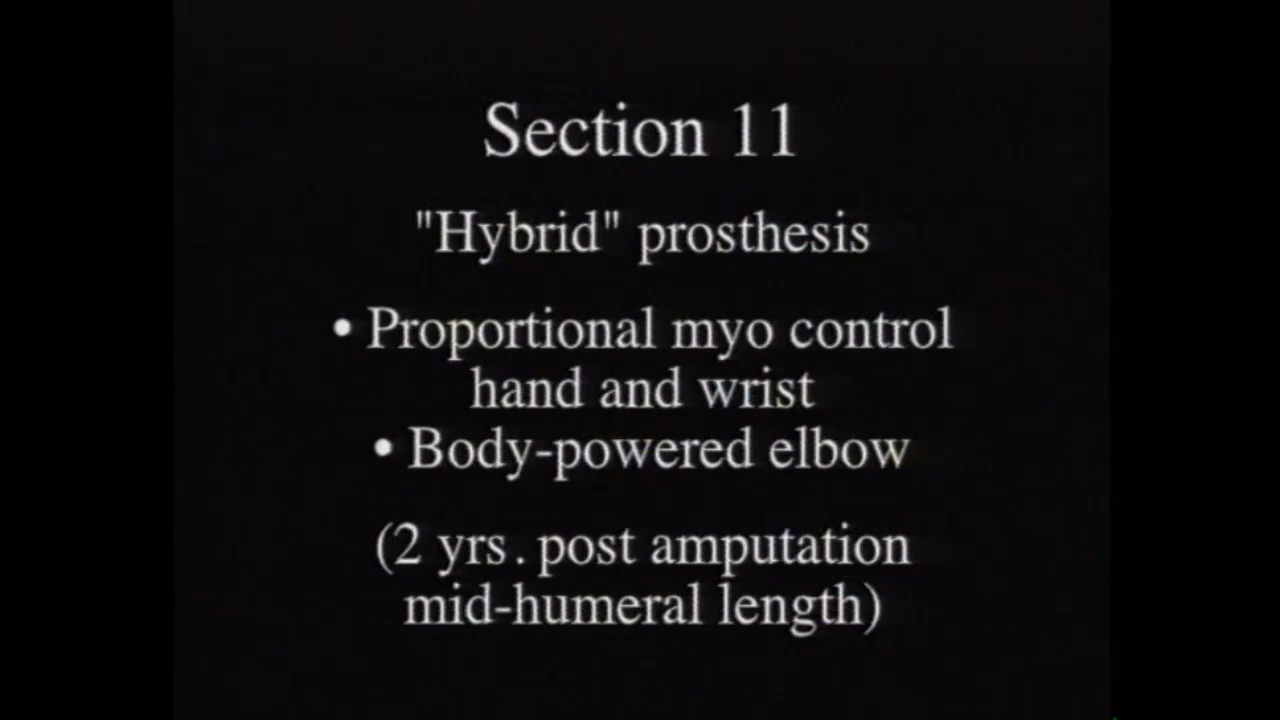 Section 11
"Hybrid" prosthesis
• Proportional myo control
hand and wrist
• Body-powered elbow
(2 yrs. post amputation
mid-humeral length)